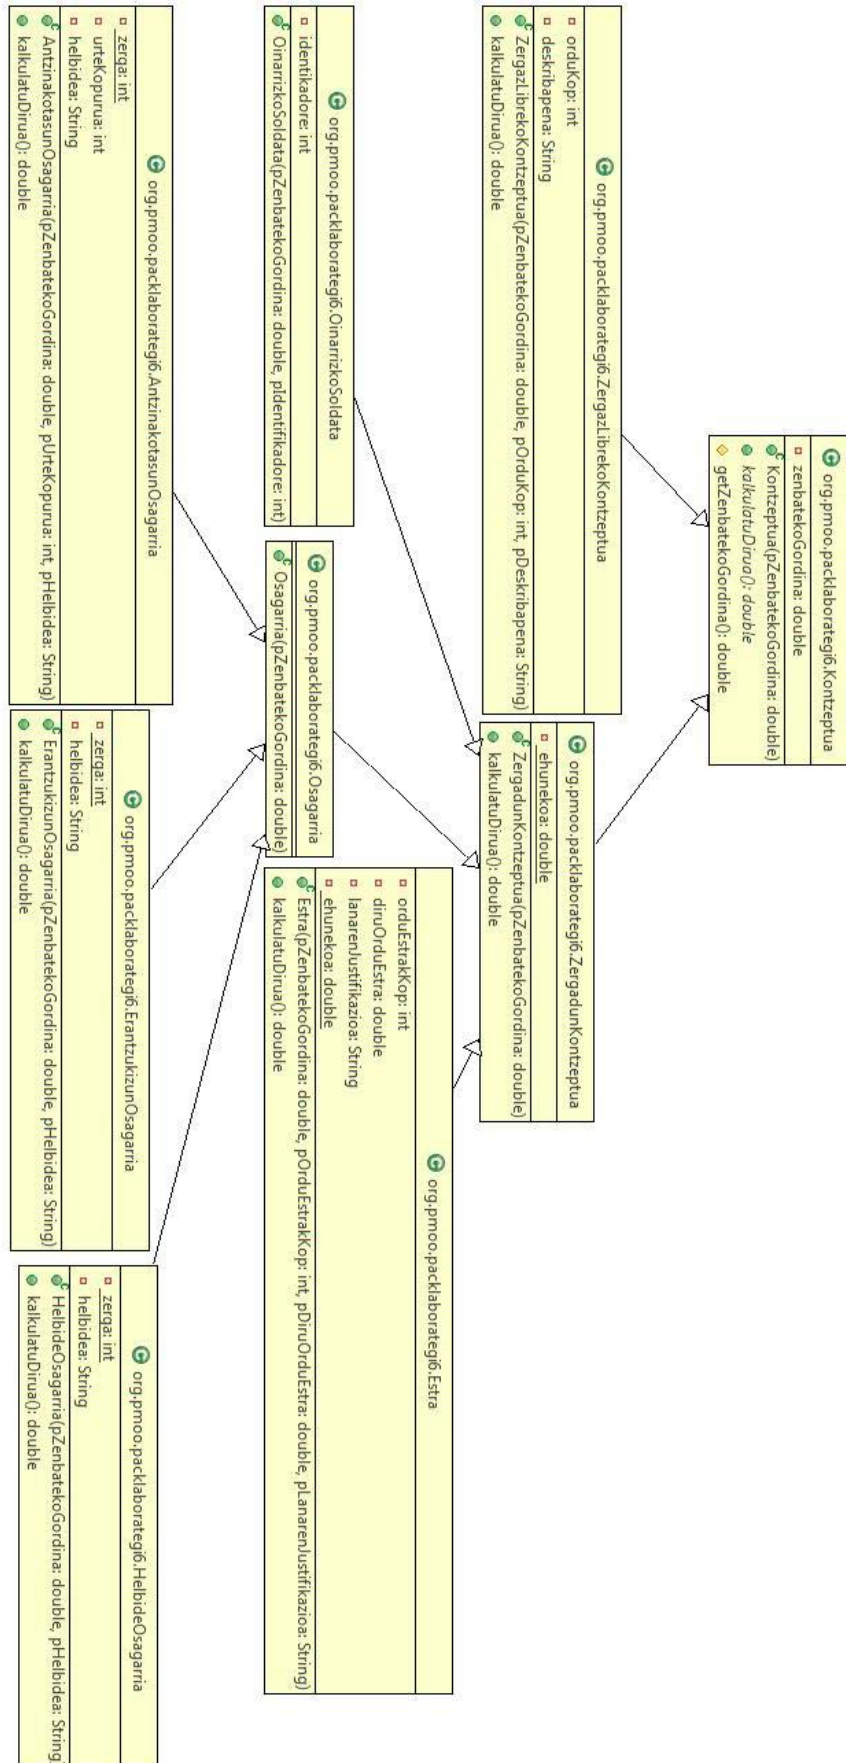 org.pmoo.packlaborategi6.Kontzeptua
zenbatekoGordina: double
Kontzeptua(pZenbatekoGordina: double)
kalkulatuDirua(): double
getZenbatekoGordina(): double
org.pmoo.packlaborategi6.ZergazLibrekoKontzeptua
orduKop: int
deskribapena: String
ZergazLibrekoKontzeptua(pZenbatekoGordina: double, pOrduKop: int, pDeskribapena: String)
kalkulatuDirua(): double
org.pmoo.packlaborategi6.ZergadunKontzeptua
ehunekoa: double
ZergadunKontzeptua(pZenbatekoGordina: double)
kalkulatuDirua(): double
org.pmoo.packlaborategi6.OinarrizkoSoldata
identikadore: int
OinarrizkoSoldata(pZenbatekoGordina: double, pIdentifikadore: int)
org.pmoo.packlaborategi6.Osagarria
Osagarria(pZenbatekoGordina: double)
org.pmoo.packlaborategi6.Estra
orduEstrakKop: int
diruOrduEstra: double
lanarenJustifikazioa: String
ehunekoa: double
Estra(pZenbatekoGordina: double, pOrduEstrakKop: int, pDiruOrduEstra: double, pLanarenJustifikazioa: String)
kalkulatuDirua(): double
org.pmoo.packlaborategi6.AntzinakotasunOsagarria
zerga: int
urteKopurua: int
helbidea: String
AntzinakotasunOsagarria(pZenbatekoGordina: double, pUrteKopurua: int, pHelbidea: String)
kalkulatuDirua(): double
org.pmoo.packlaborategi6.ErantzukizunOsagarria
zerga: int
helbidea: String
ErantzukizunOsagarria(pZenbatekoGordina: double, pHelbidea: String)
kalkulatuDirua(): double
org.pmoo.packlaborategi6.HelbideOsagarria
zerga: int
helbidea: String
HelbideOsagarria(pZenbatekoGordina: double, pHelbidea: String)
kalkulatuDirua(): double